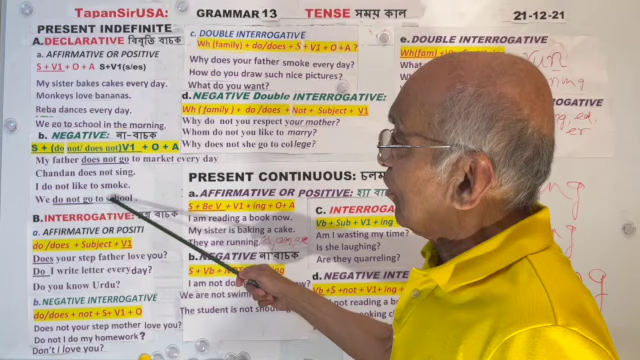 TapanSirUSA: GRAMMAR 13 TENSE সময় কাল 21-12-21
PRESENT INDEFINITE
A.DECLARATIVE বিবৃতি বাচক
a. AFFIRMATIVE OR POSITIVE
S + V1 + O + A S+V1(s/es)
My sister bakes cakes every day.
Monkeys love bananas.
Reba dances every day.
We go to school in the morning.
b. NEGATIVE: না-বাচক
S + (do not/ does not)V1 + O + A
My father does not go to market every day
Chandan does not sing.
I do not like to smoke.
We do not go to school
B. INTERROGATIVE: বাচক
a. AFFIRMATIVE OR POSITIVE
do/does + Subject + V1
Does your step father love you?
Do I write letter everyday?
Do you know Urdu?
b. NEGATIVE INTERROGATIVE
do/does + not + S+ V1 + O
Does not your step mother love you?
Do not I do my homework?
Don't I love you?
c. DOUBLE INTERROGATIVE
Wh (family) + do/does + S + V1 + O + A ?
Why does your father smoke every day?
How do you draw such nice pictures?
What do you want?
d. NEGATIVE Double INTERROGATIVE:
Wh ( family ) + do /does + Not + Subject + V1
Why do not you respect your mother?
Whom do not you like to marry?
Why does not she go to college?
PRESENT CONTINUOUS:
a. AFFIRMATIVE OR POSITIVE:
S + Be V + V1 + ing + O+ A
I am reading a book now.
My sister is baking a cake.
They are running.
b. NEGATIVE না বাচক
S + Vb + ing
I am not
We are not swim
The student is not
C. INTERROGATIVE:
Vb + Sub + V1 + ing
Am I wasting my time?
Is she laughing?
Are they quarreling?
d. NEGATIVE
Vb +S +not +V1+ ing +
not reading a
e. DOUBLE INTERROGATIVE
Wh(fam)
What
ing